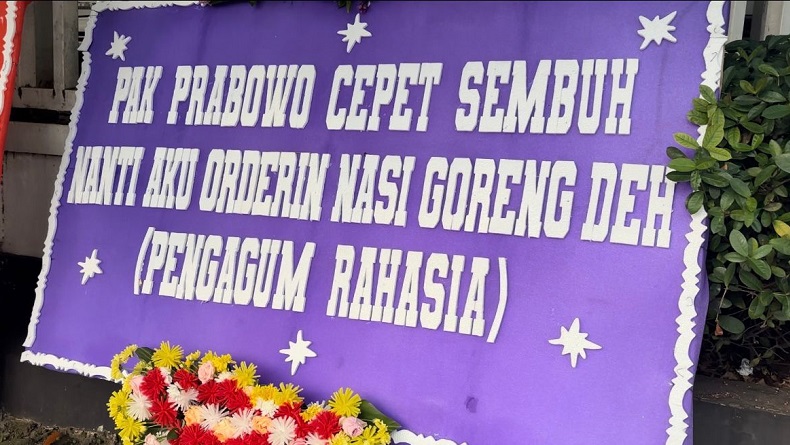 PAK PRABOWO CEPET SEMBUH
NANTI AKU ORDERIN NASI GORENG DEH
(PENGAGUM RAHASIA)